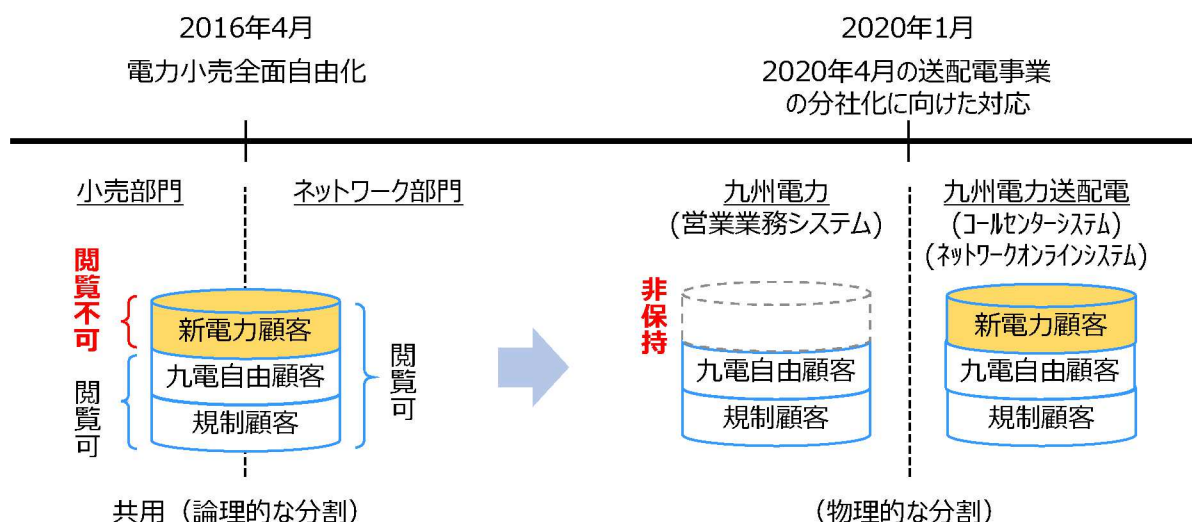 2016年4月
電力小売全面自由化
2020年1月
2020年4月の送配電事業
の分社化に向けた対応
小売部門
ネットワーク部門
閲覧不可
閲覧可
新電力顧客
九電自由顧客
規制顧客
閲覧可
共用（論理的な分割）
九州電力
(営業業務システム)
非保持
九電自由顧客
規制顧客
九州電力送配電
(コールセンターシステム)
(ネットワークオンラインシステム)
新電力顧客
九電自由顧客
規制顧客
(物理的な分割)